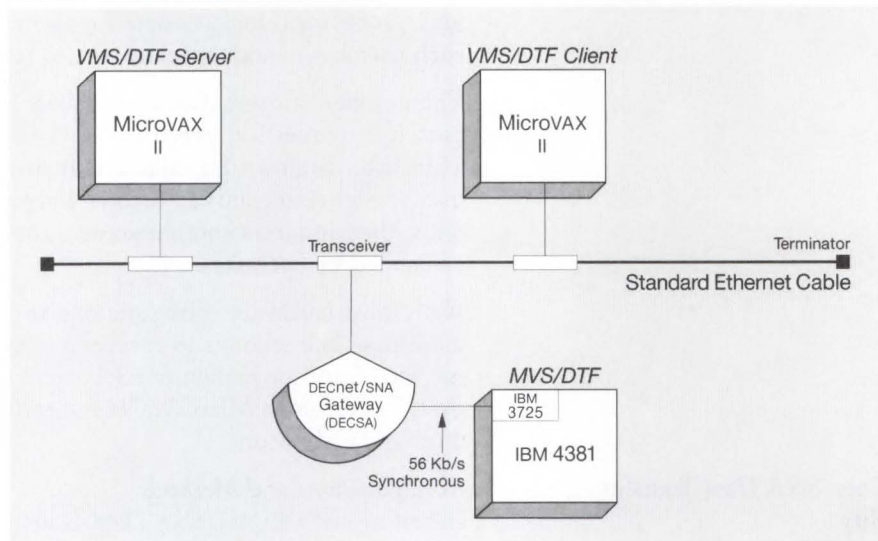 VMS/DTF Server
VMS/DTF Client
MicroVAX
II
MicroVAX
II
Transceiver
Terminator
Standard Ethernet Cable
DECnet/SNA
Gateway
(DECSA)
MVS/DTF
IBM
3725
IBM 4381
56 Kb/s
Synchronous